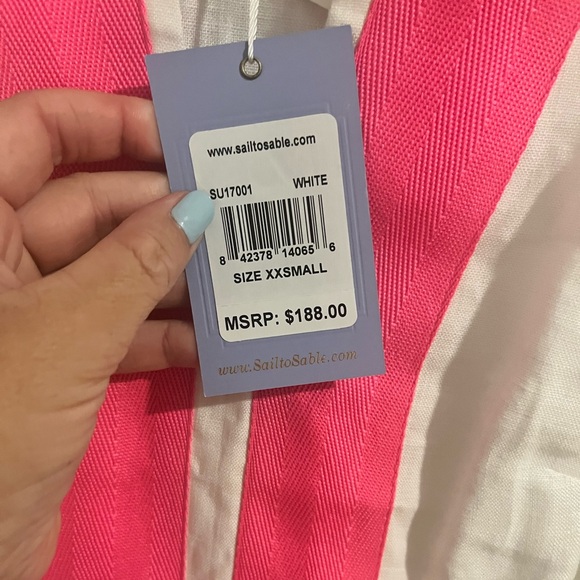 www.sailtosable.com
SU17001 WHITE
8 42378 14065 6
SIZE XXSMALL
MSRP: $188.00
www.SailtoSable.com